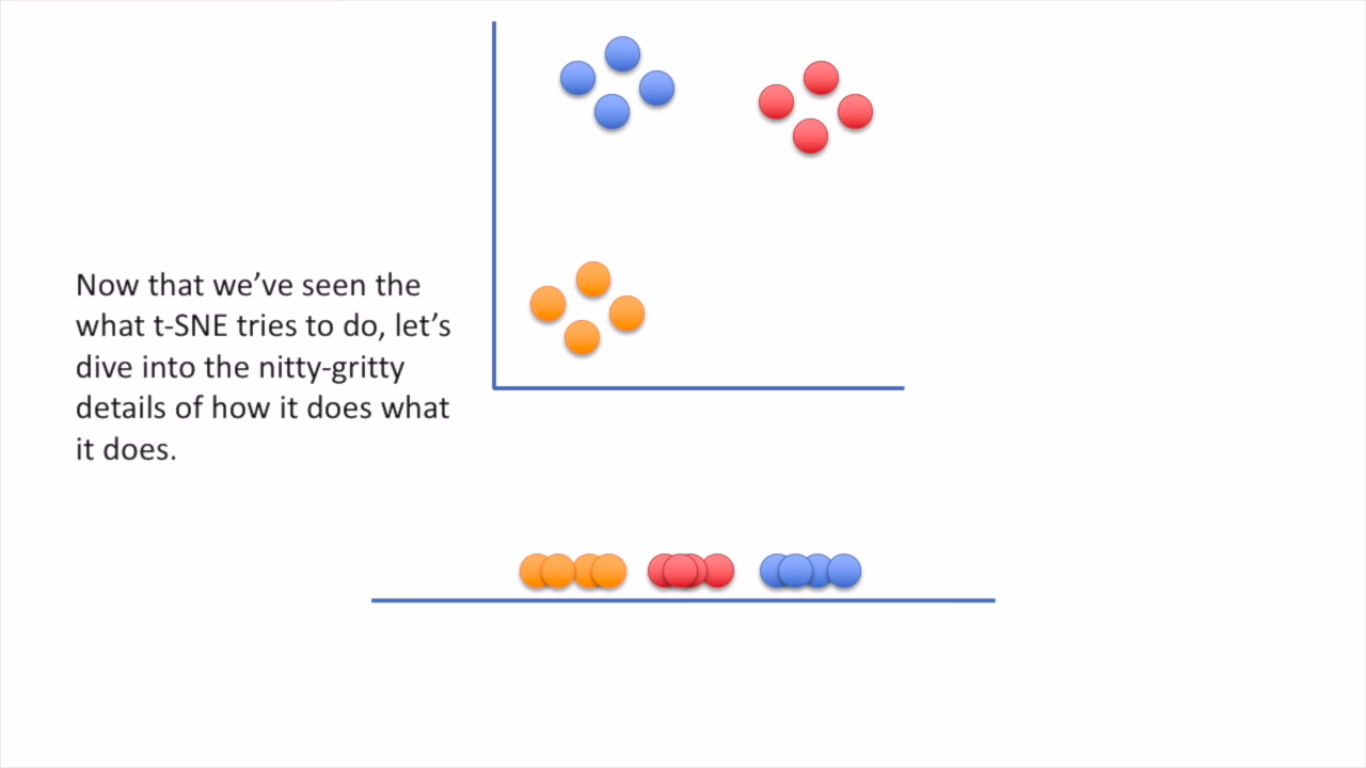 Now that we’ve seen the
what t-SNE tries to do, let’s
dive into the nitty-gritty
details of how it does what
it does.